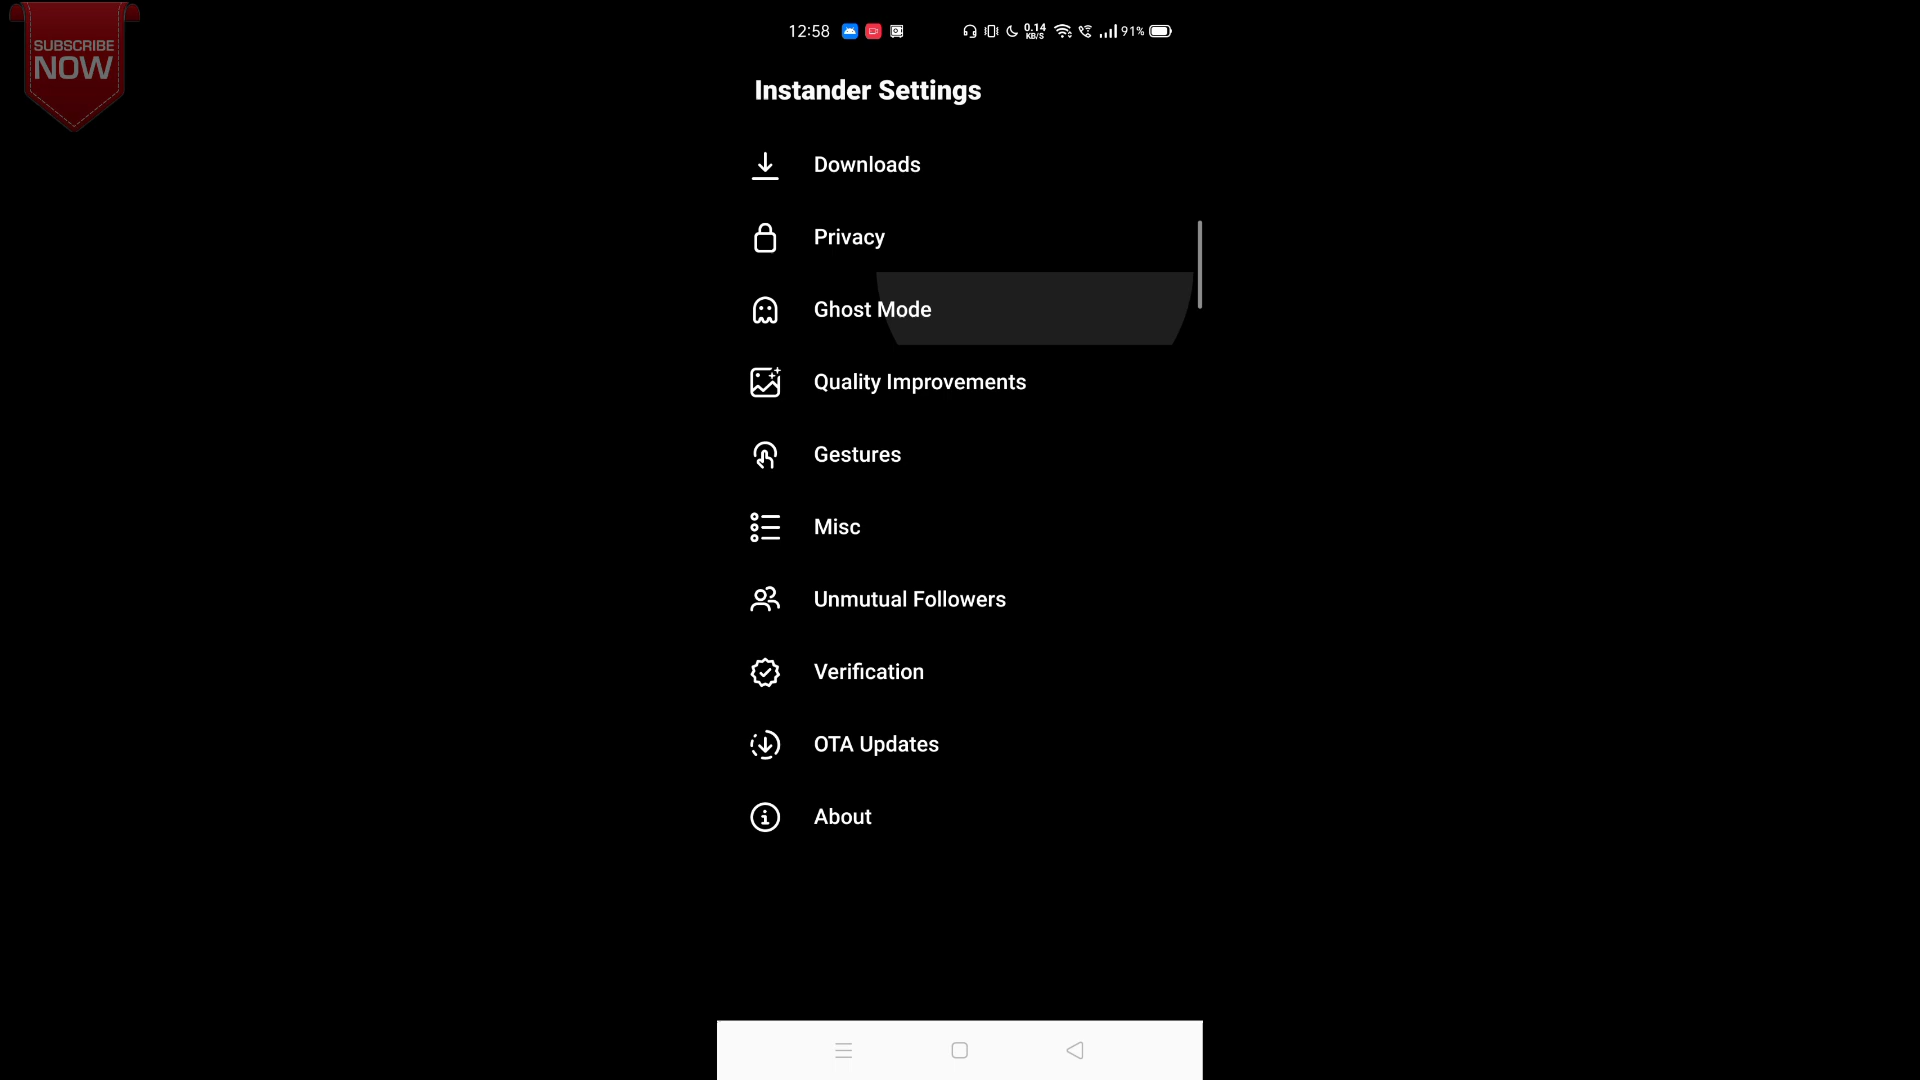 SUBSCRIBE
NOW
12:58
0.14
KB/S
91%
Instander Settings
Downloads
Privacy
Ghost Mode
Quality Improvements
Gestures
Misc
Unmutual Followers
Verification
OTA Updates
About